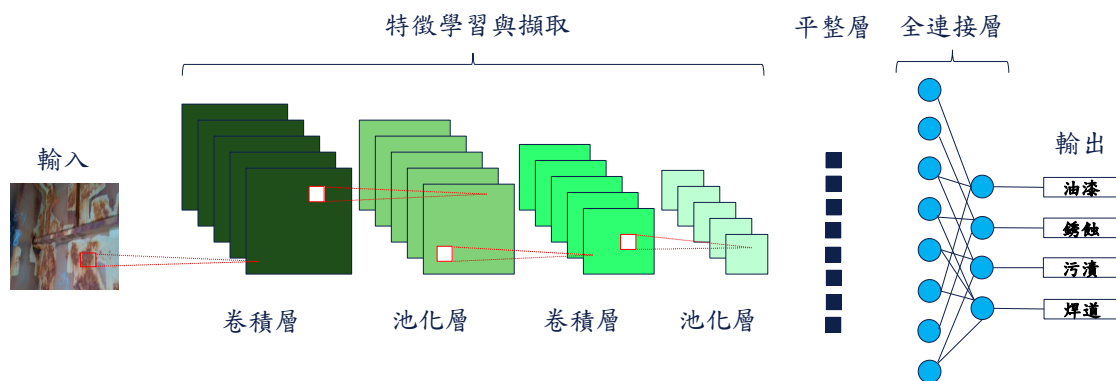 特徵學習與擷取
平整層
全連接層
輸入
輸出
油漆
銹蝕
污漬
焊道
卷積層
池化層
卷積層
池化層